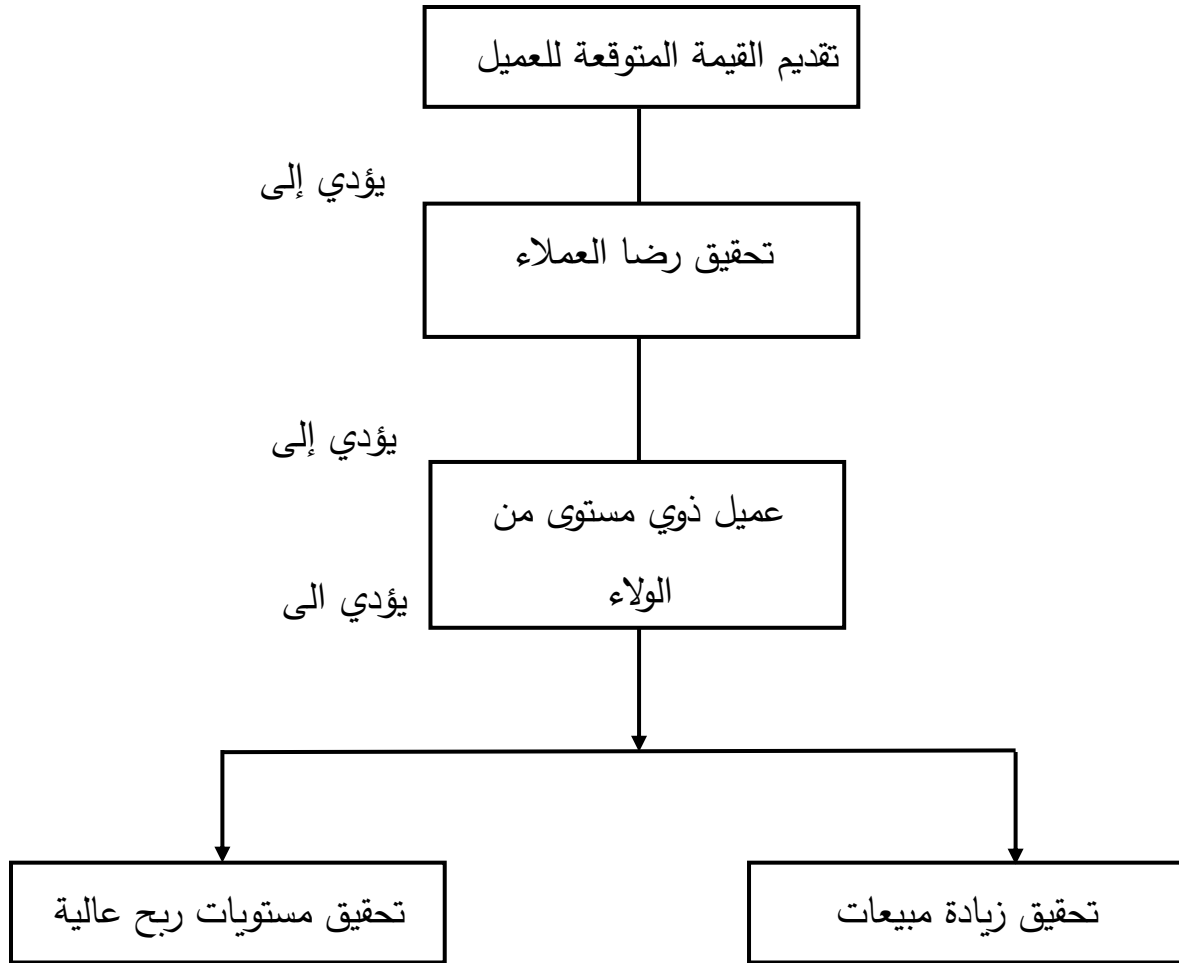 تقديم القيمة المتوقعة للعميل
يؤدي إلى
تحقيق رضا العملاء
يؤدي إلى
عميل ذوي مستوى من
الولاء
يؤدي الى
تحقيق زيادة مبيعات
تحقيق مستويات ربح عالية